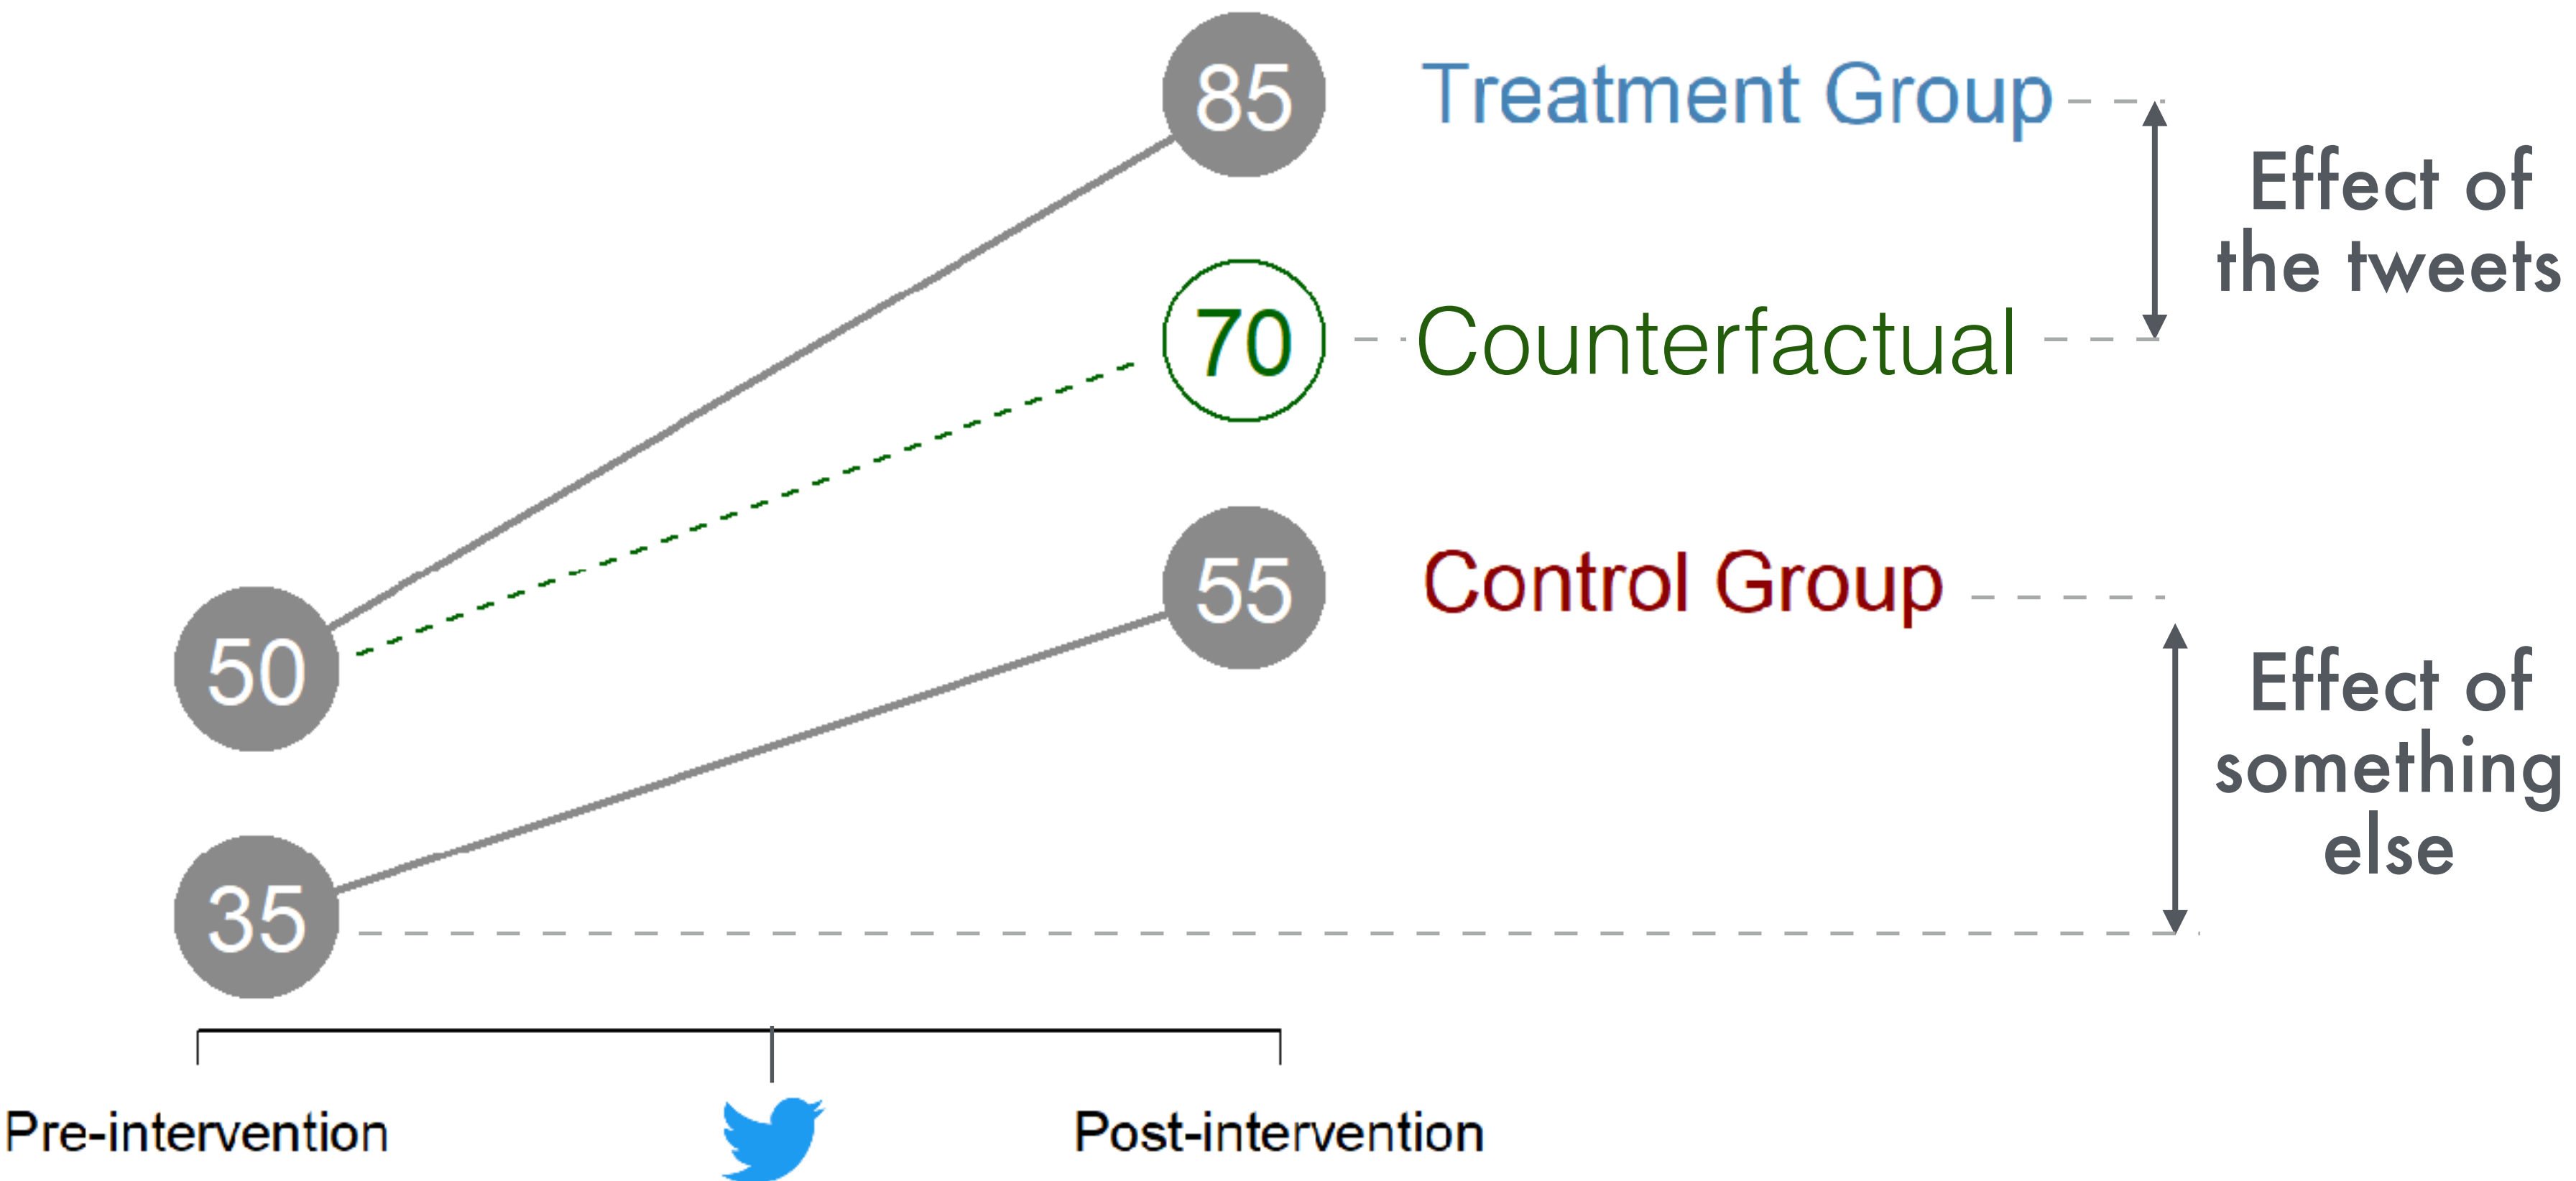 85
Treatment Group
Effect of
the tweets
70
Counterfactual
50
55
Control Group
Effect of
something
else
35
Pre-intervention
Post-intervention